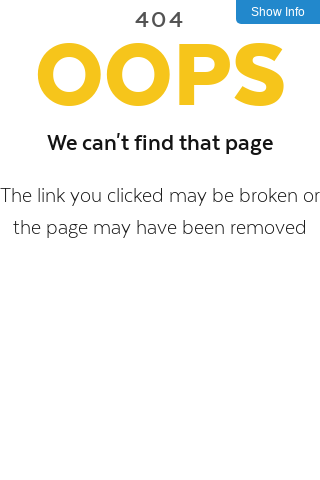 404
Show Info
OOPS
We can't find that page
The link you clicked may be broken or
the page may have been removed